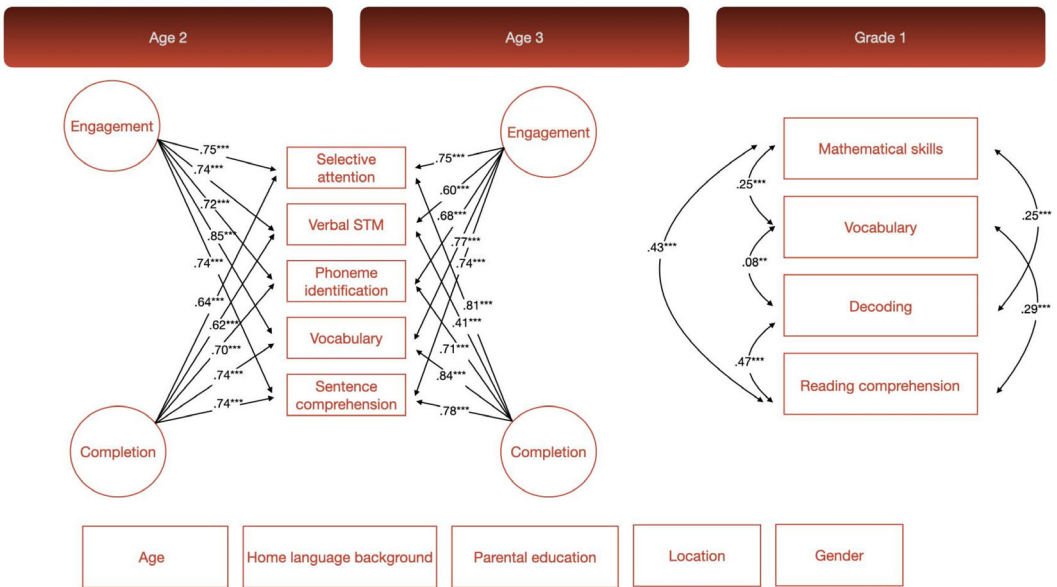 Age 2
Age 3
Grade 1
Engagement
Engagement
Selective
attention
Verbal STM
Phoneme
identification
Vocabulary
Sentence
comprehension
.75***
.74***
.72***
.85***
.74***
.64***
.62***
.70***
.74***
.74***
.75***
.60***
.68***
.77***
.74***
.81***
.41***
.71***
.84***
.78***
Completion
Completion
Mathematical skills
Vocabulary
Decoding
Reading comprehension
.25***
.43***
.08**
.47***
.25***
.29***
Age
Home language background
Parental education
Location
Gender